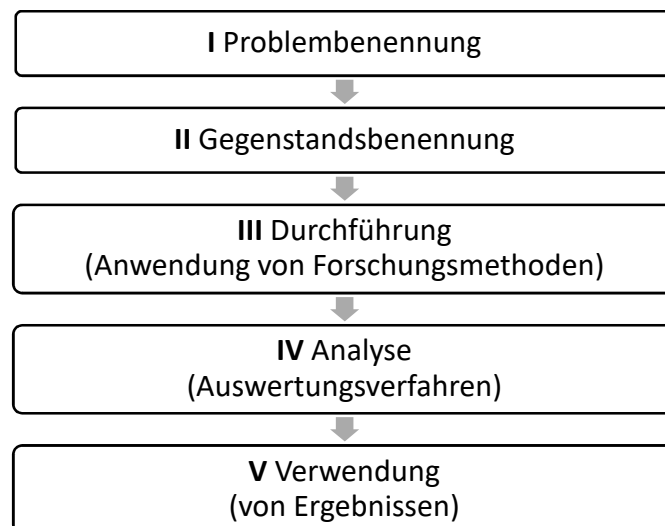 I Problembenennung
II Gegenstandsbenennung
III Durchführung
(Anwendung von Forschungsmethoden)
IV Analyse
(Auswertungsverfahren)
V Verwendung
(von Ergebnissen)